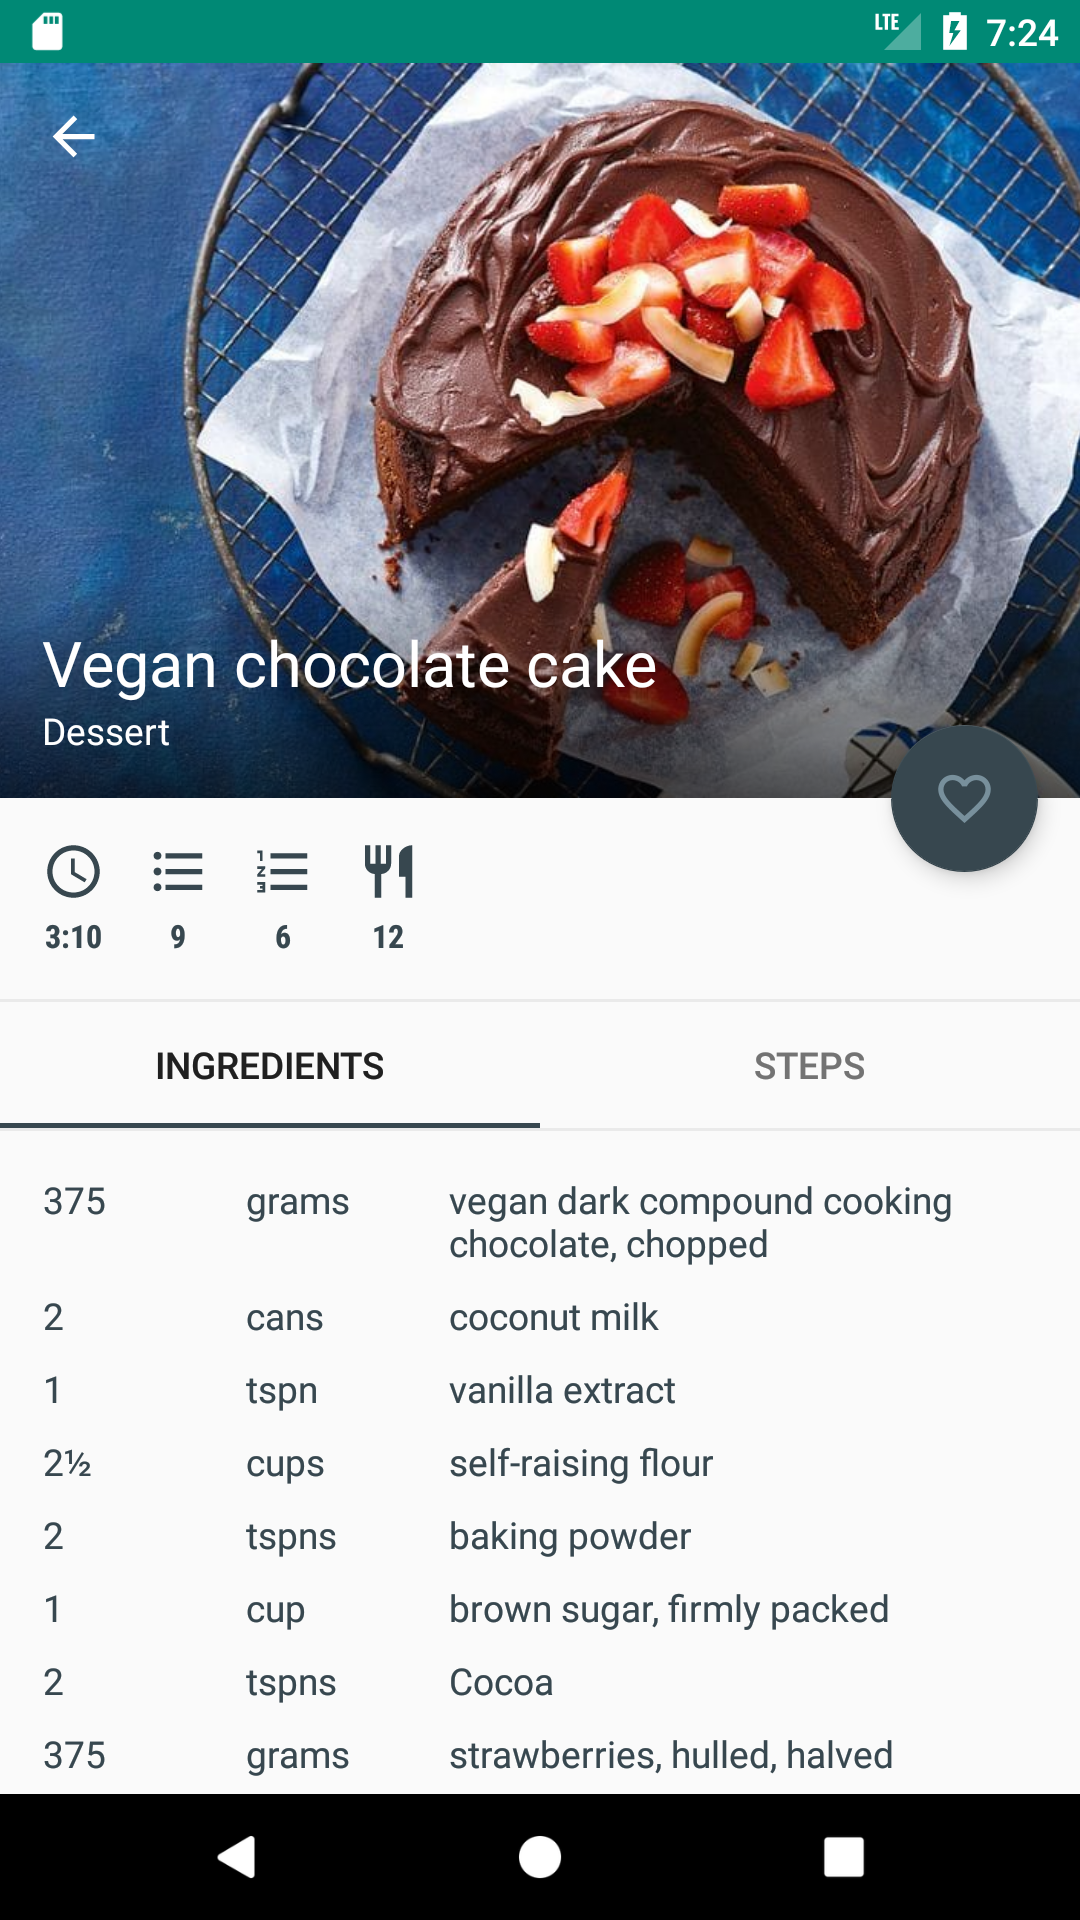 LTE 7:24
Vegan chocolate cake
Dessert
3:10 9 6 12
INGREDIENTS STEPS
375 grams vegan dark compound cooking
chocolate, chopped
2 cans coconut milk
1 tspn vanilla extract
2½ cups self-raising flour
2 tspns baking powder
1 cup brown sugar, firmly packed
2 tspns Cocoa
375 grams strawberries, hulled, halved